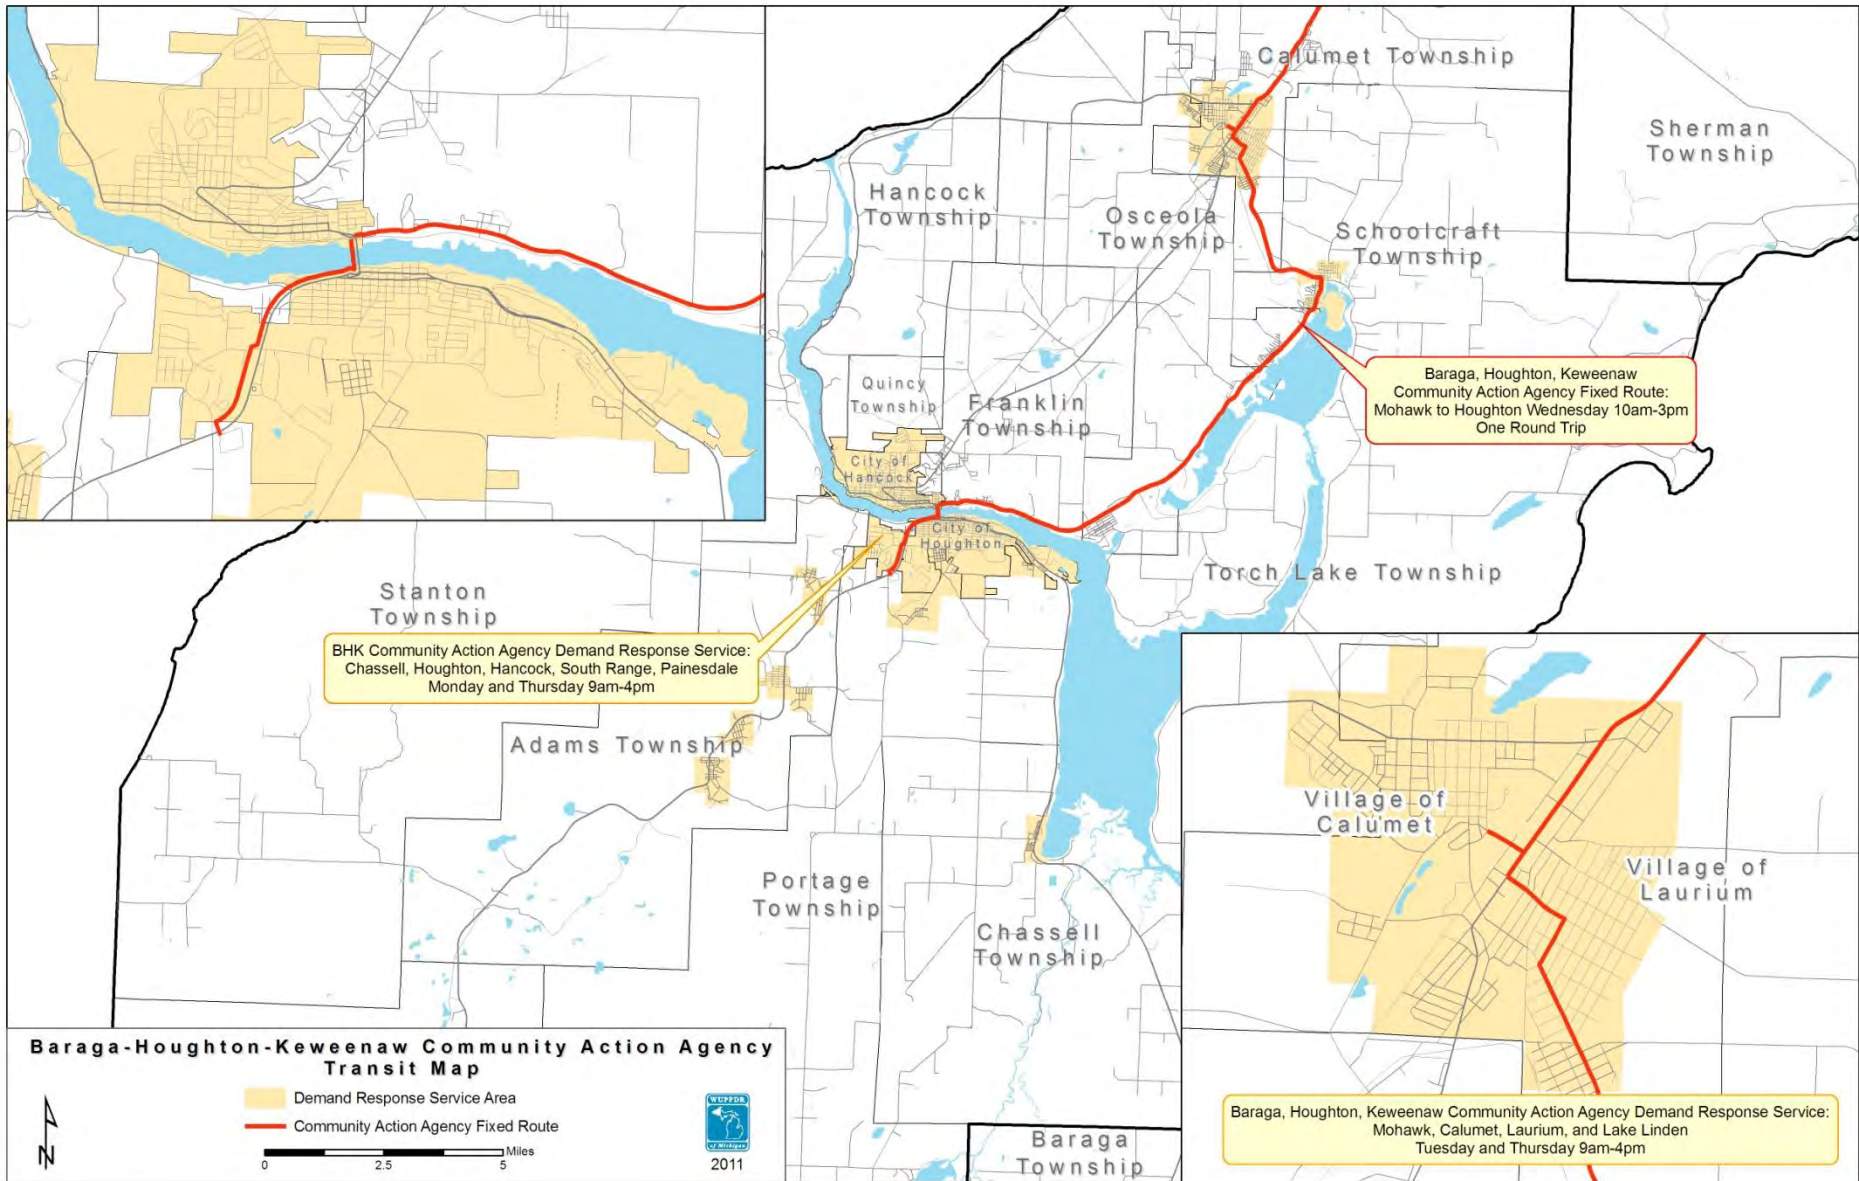 Calumet Township
Sherman
Township
Hancock
Township
Osceola
Township
Schoolcraft
Township
Baraga, Houghton, Keweenaw
Community Action Agency Fixed Route:
Mohawk to Houghton Wednesday 10am-3pm
One Round Trip
Quincy
Township
Franklin
Township
City of
Hancock
City of
Houghton
Torch Lake Township
Stanton
Township
BHK Community Action Agency Demand Response Service:
Chassell, Houghton, Hancock, South Range, Painesdale
Monday and Thursday 9am-4pm
Adams Township
Village of
Calumet
Village of
Laurium
Portage
Township
Chassell
Township
Baraga-Houghton-Keweenaw Community Action Agency
Transit Map
Demand Response Service Area
Community Action Agency Fixed Route
N
Miles
0 2.5 5
WUPPDR
of Michigan
2011
Baraga
Township
Baraga, Houghton, Keweenaw Community Action Agency Demand Response Service:
Mohawk, Calumet, Laurium, and Lake Linden
Tuesday and Thursday 9am-4pm